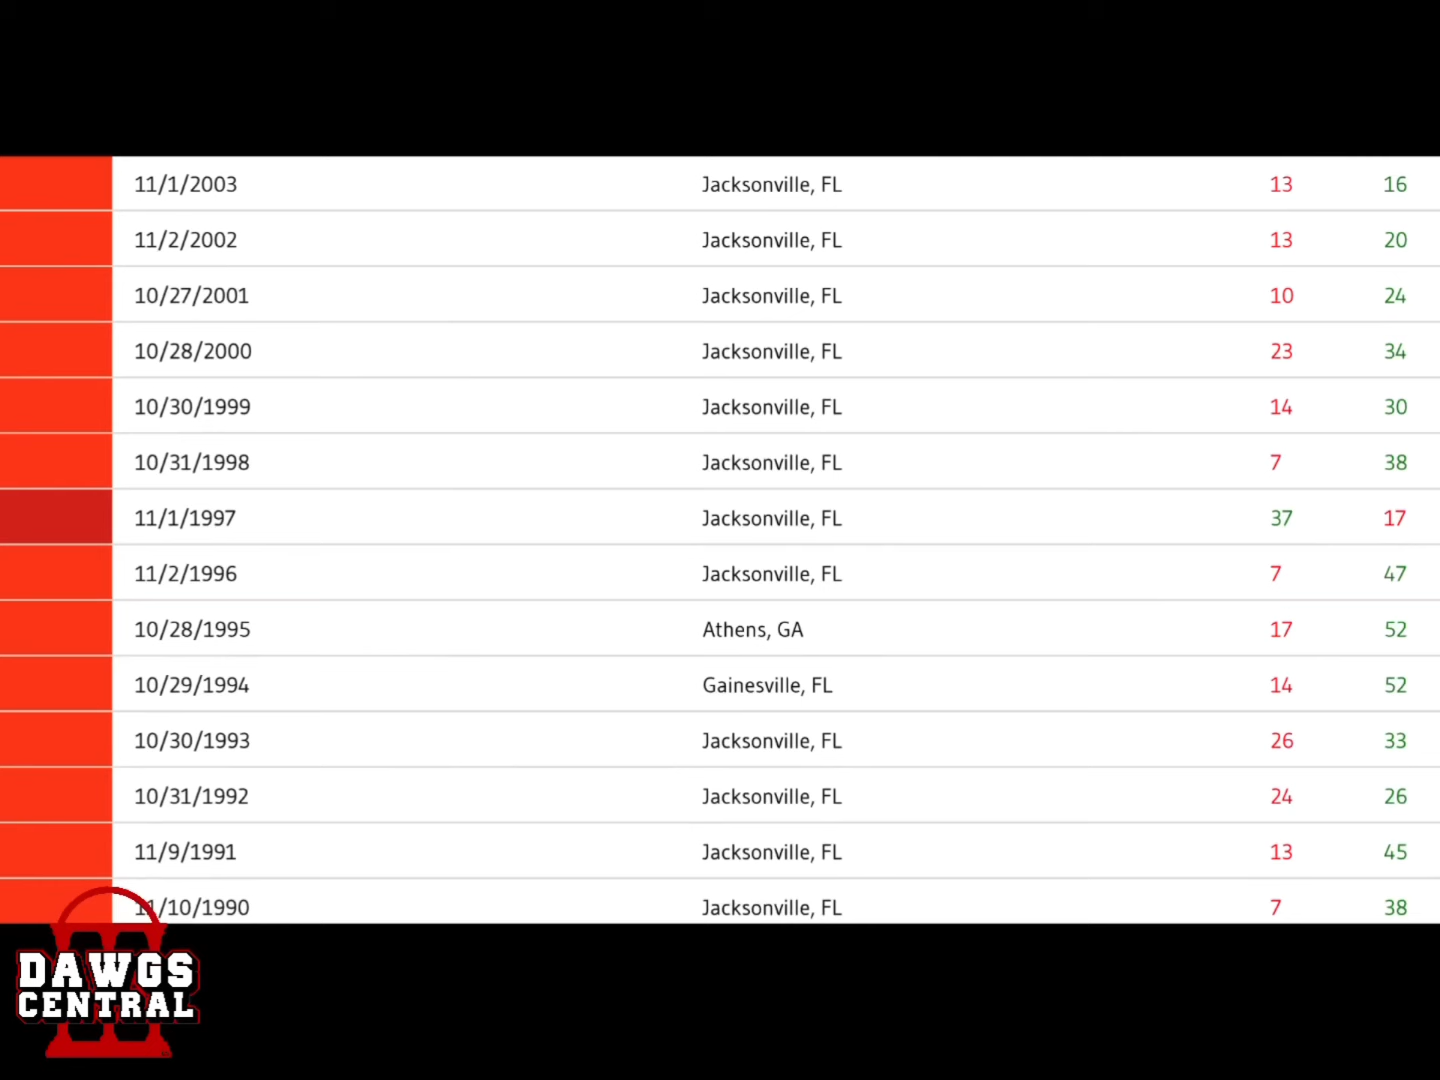 11/1/2003 Jacksonville, FL 13 16
11/2/2002 Jacksonville, FL 13 20
10/27/2001 Jacksonville, FL 10 24
10/28/2000 Jacksonville, FL 23 34
10/30/1999 Jacksonville, FL 14 30
10/31/1998 Jacksonville, FL 7 38
11/1/1997 Jacksonville, FL 37 17
11/2/1996 Jacksonville, FL 7 47
10/28/1995 Athens, GA 17 52
10/29/1994 Gainesville, FL 14 52
10/30/1993 Jacksonville, FL 26 33
10/31/1992 Jacksonville, FL 24 26
11/9/1991 Jacksonville, FL 13 45
11/10/1990 Jacksonville, FL 7 38
DAWGS
CENTRAL